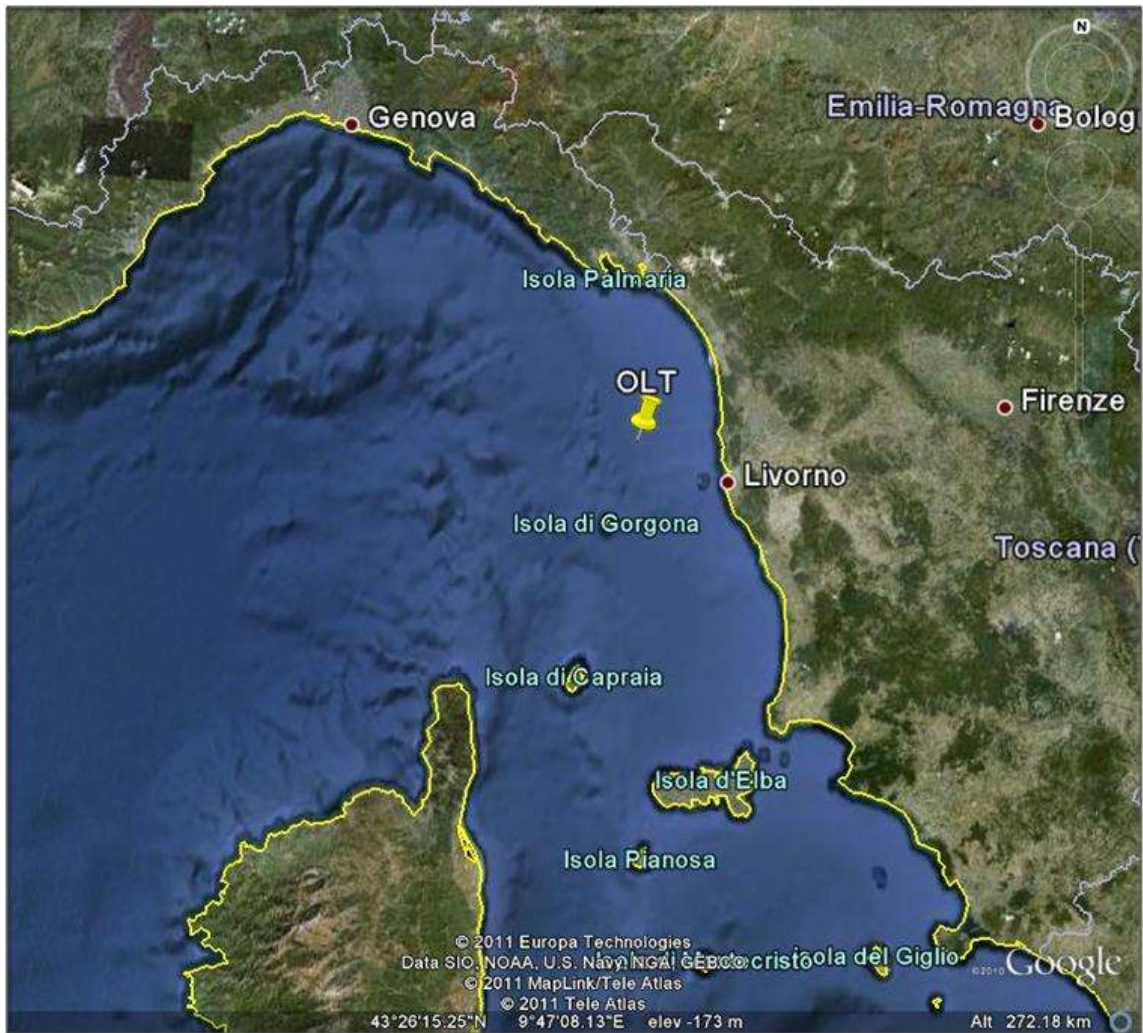 N
Emilia-Romagna
Bolog
Genova
Isola Palmaria
OLT
Firenze
Livorno
Isola di Gorgona
Toscana (
Isola di Capraia
Isola d'Elba
Isola Pianosa
© 2011 Europa Technologies
Data SIO, NOAA, U.S. Navy, NGA, GEBCO
Isola del Giglio
©2010 Google
© 2011 MapLink/Tele Atlas
© 2011 Tele Atlas
43°26'15.25"N 9°47'08.13"E elev -173 m Alt 272.18 km